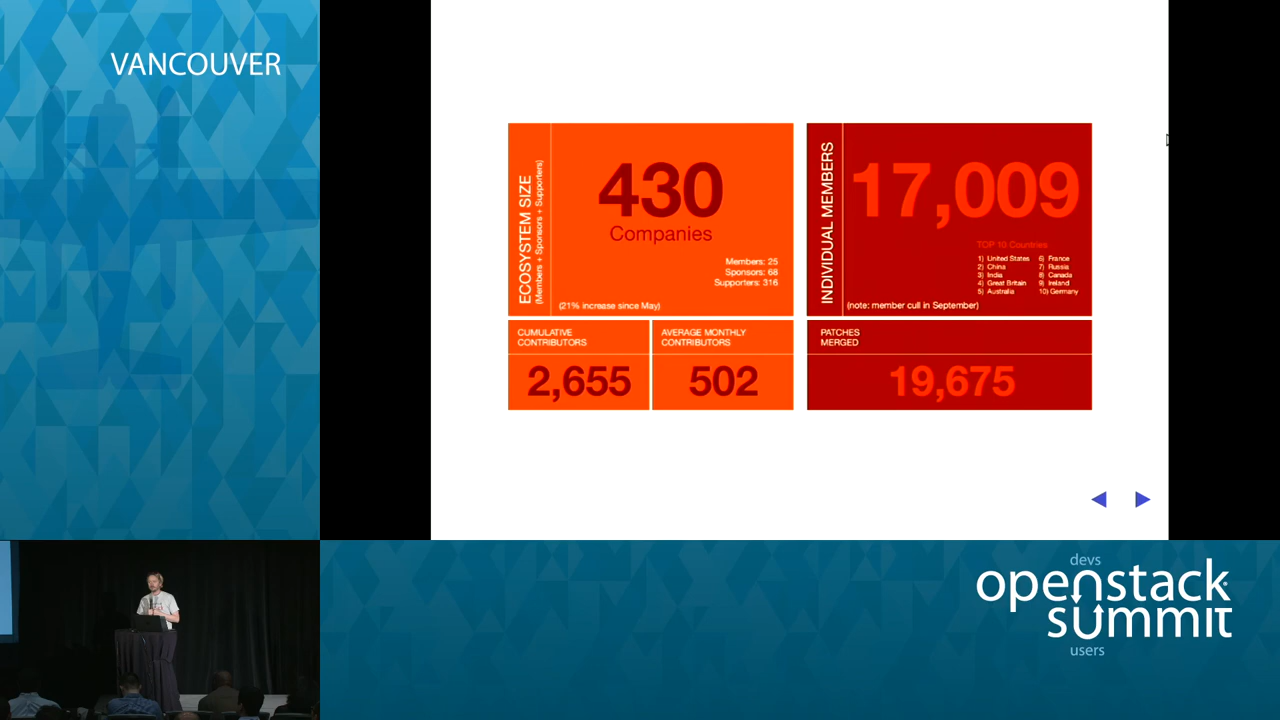 VANCOUVER
ECOSYSTEM SIZE
(Members + Sponsors + Supporters)
430
Companies
Members: 25
Sponsors: 68
Supporters: 316
(21% increase since May)
INDIVIDUAL MEMBERS
17,009
TOP 10 Countries
1) United States
2) China
3) India
4) Great Britain
5) Australia
6) France
7) Russia
8) Canada
9) Ireland
10) Germany
(note: member cull in September)
CUMULATIVE
CONTRIBUTORS
2,655
AVERAGE MONTHLY
CONTRIBUTORS
502
PATCHES
MERGED
19,675
devs
openstack
summit
users